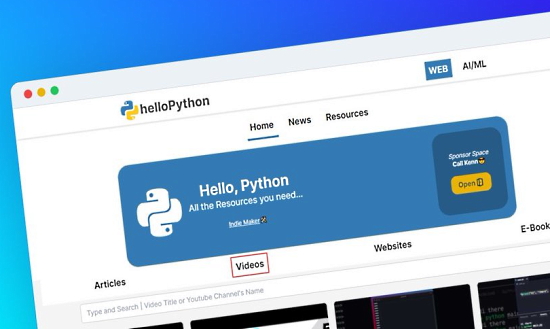 helloPython
WEB AI/ML
Home News Resources
Hello, Python
All the Resources you need...
Indie Maker
Sponsor Space
Call Kenn😎
Open
Articles Videos Websites E-Book
Type and Search | Video Title or Youtube Channel's Name